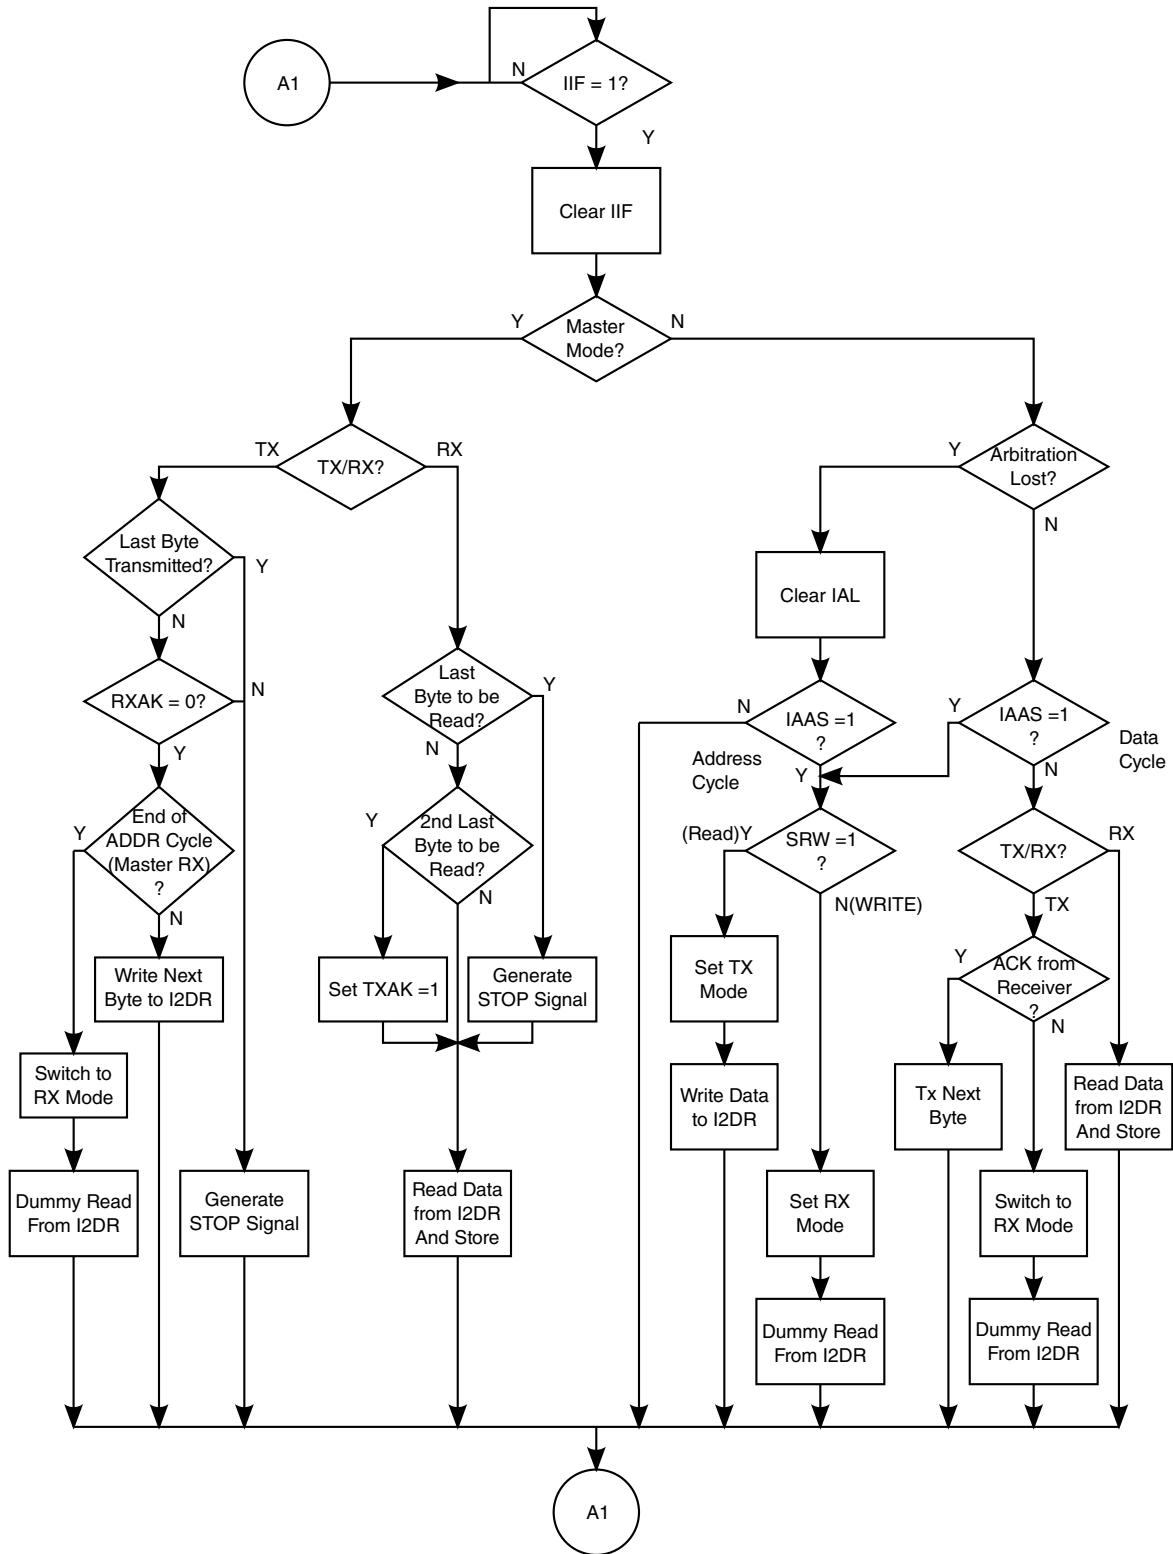 A1
N
IIF = 1?
Y
Clear IIF
Y
Master
Mode?
N
TX
TX/RX?
RX
Y
Arbitration
Lost?
N
Last Byte
Transmitted?
Y
N
Clear IAL
RXAK = 0?
N
Y
Last
Byte to be
Read?
Y
N
N
IAAS =1
?
Address
Cycle
Y
Y
IAAS =1
?
Data
Cycle
N
Y
End of
ADDR Cycle
(Master RX)
?
N
Y
2nd Last
Byte to be
Read?
N
(Read)Y
SRW =1
?
N(WRITE)
TX/RX?
RX
TX
Write Next
Byte to I2DR
Set TXAK =1
Generate
STOP Signal
Set TX
Mode
Y
ACK from
Receiver
?
N
Switch to
RX Mode
Write Data
to I2DR
Tx Next
Byte
Read Data
from I2DR
And Store
Dummy Read
From I2DR
Generate
STOP Signal
Read Data
from I2DR
And Store
Set RX
Mode
Switch to
RX Mode
Dummy Read
From I2DR
Dummy Read
From I2DR
A1